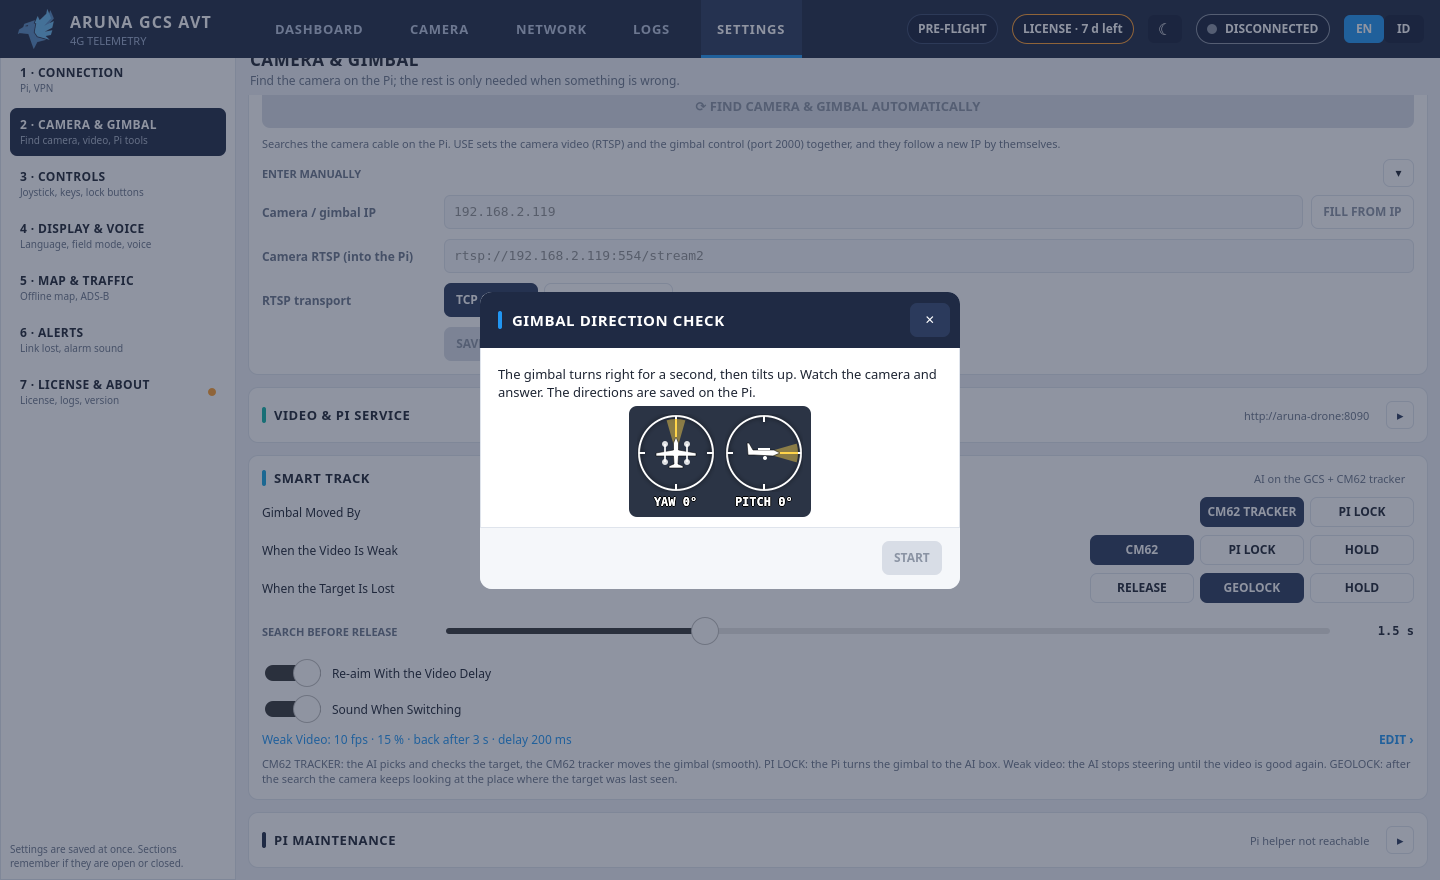 ARUNA GCS AVT
4G TELEMETRY
DASHBOARD
CAMERA
NETWORK
LOGS
SETTINGS
PRE-FLIGHT
LICENSE · 7 d left
DISCONNECTED
EN
ID
1 · CONNECTION
Pi, VPN
2 · CAMERA & GIMBAL
Find camera, video, Pi tools
3 · CONTROLS
Joystick, keys, lock buttons
4 · DISPLAY & VOICE
Language, field mode, voice
5 · MAP & TRAFFIC
Offline map, ADS-B
6 · ALERTS
Link lost, alarm sound
7 · LICENSE & ABOUT
License, logs, version
Settings are saved at once. Sections
remember if they are open or closed.
CAMERA & GIMBAL
Find the camera on the Pi; the rest is only needed when something is wrong.
⟳ FIND CAMERA & GIMBAL AUTOMATICALLY
Searches the camera cable on the Pi. USE sets the camera video (RTSP) and the gimbal control (port 2000) together, and they follow a new IP by themselves.
ENTER MANUALLY
Camera / gimbal IP
192.168.2.119
FILL FROM IP
Camera RTSP (into the Pi)
rtsp://192.168.2.119:554/stream2
RTSP transport
TCP
GIMBAL DIRECTION CHECK
×
The gimbal turns right for a second, then tilts up. Watch the camera and
answer. The directions are saved on the Pi.
YAW 0°
PITCH 0°
START
VIDEO & PI SERVICE
http://aruna-drone:8090
SMART TRACK
AI on the GCS + CM62 tracker
Gimbal Moved By
CM62 TRACKER
PI LOCK
When the Video Is Weak
CM62
PI LOCK
HOLD
When the Target Is Lost
RELEASE
GEOLOCK
HOLD
SEARCH BEFORE RELEASE
1.5 s
Re-aim With the Video Delay
Sound When Switching
Weak Video: 10 fps · 15 % · back after 3 s · delay 200 ms
EDIT ›
CM62 TRACKER: the AI picks and checks the target, the CM62 tracker moves the gimbal (smooth). PI LOCK: the Pi turns the gimbal to the AI box. Weak video: the AI stops steering until the video is good again. GEOLOCK: after
the search the camera keeps looking at the place where the target was last seen.
PI MAINTENANCE
Pi helper not reachable